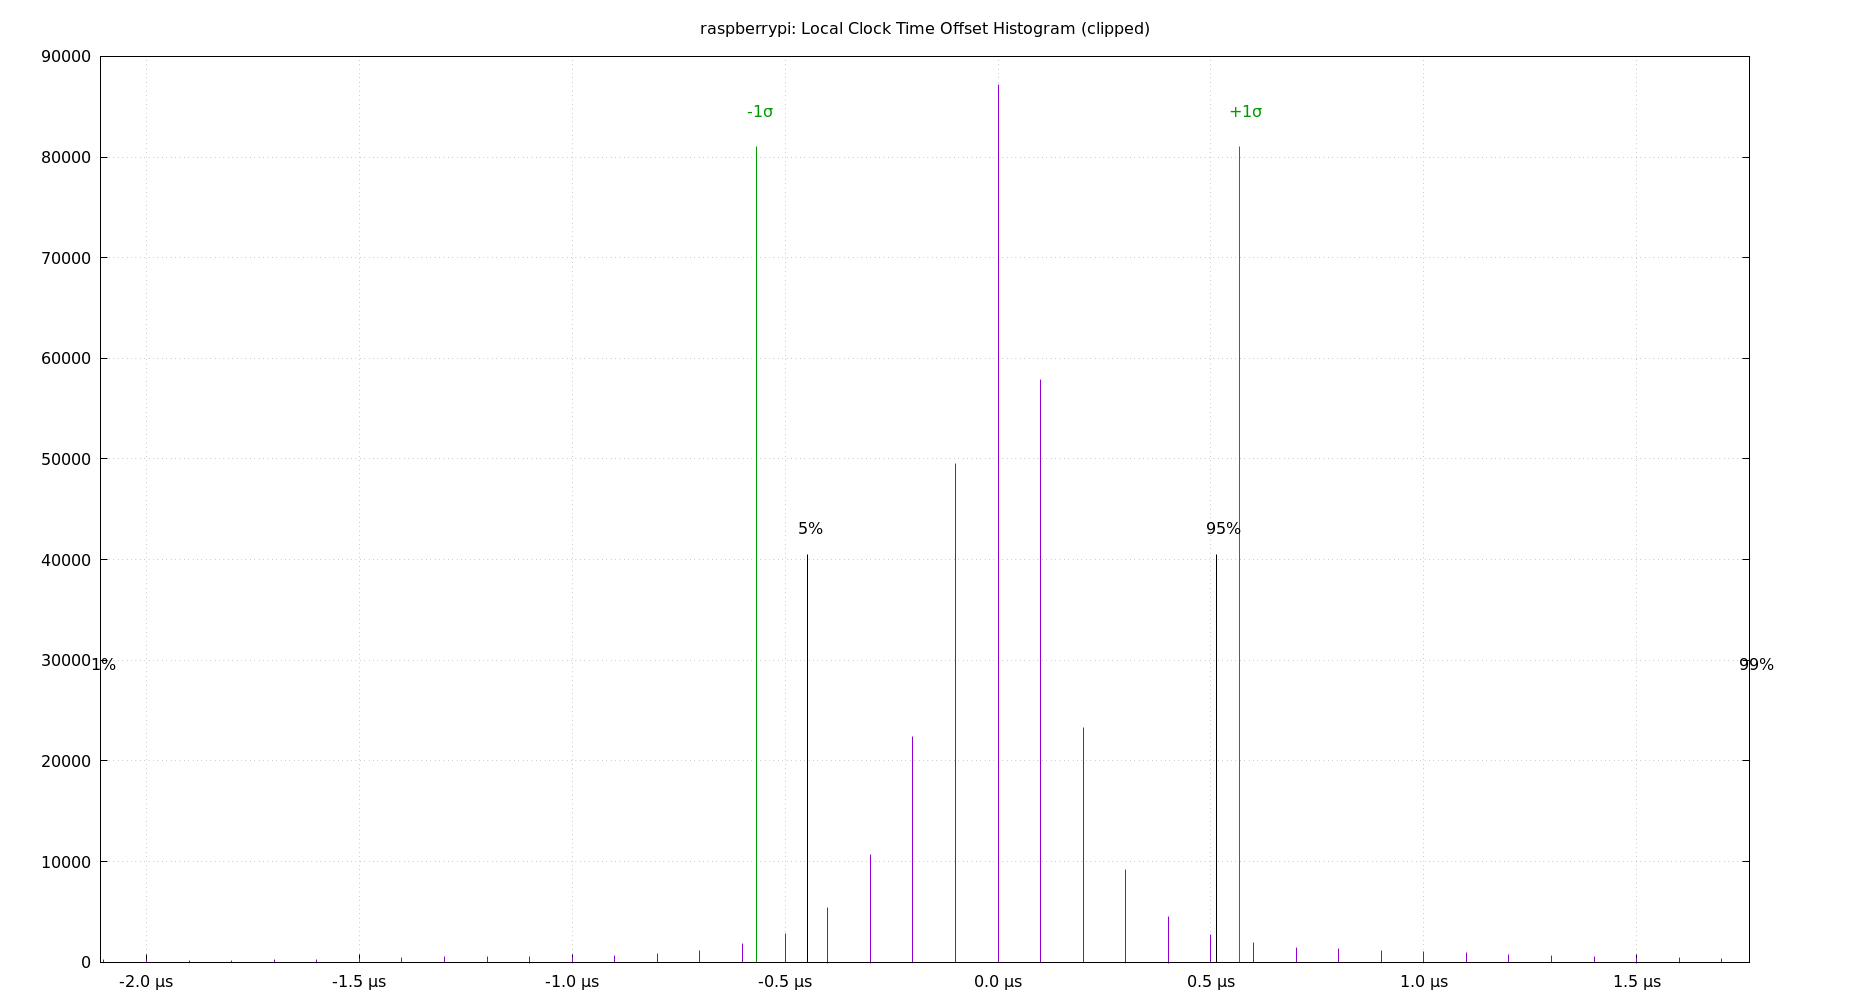 raspberrypi: Local Clock Time Offset Histogram (clipped)
90000
-1σ +1σ
80000
70000
60000
50000
5% 95%
40000
30000 1% 99%
20000
10000
0
-2.0 µs -1.5 µs -1.0 µs -0.5 µs 0.0 µs 0.5 µs 1.0 µs 1.5 µs